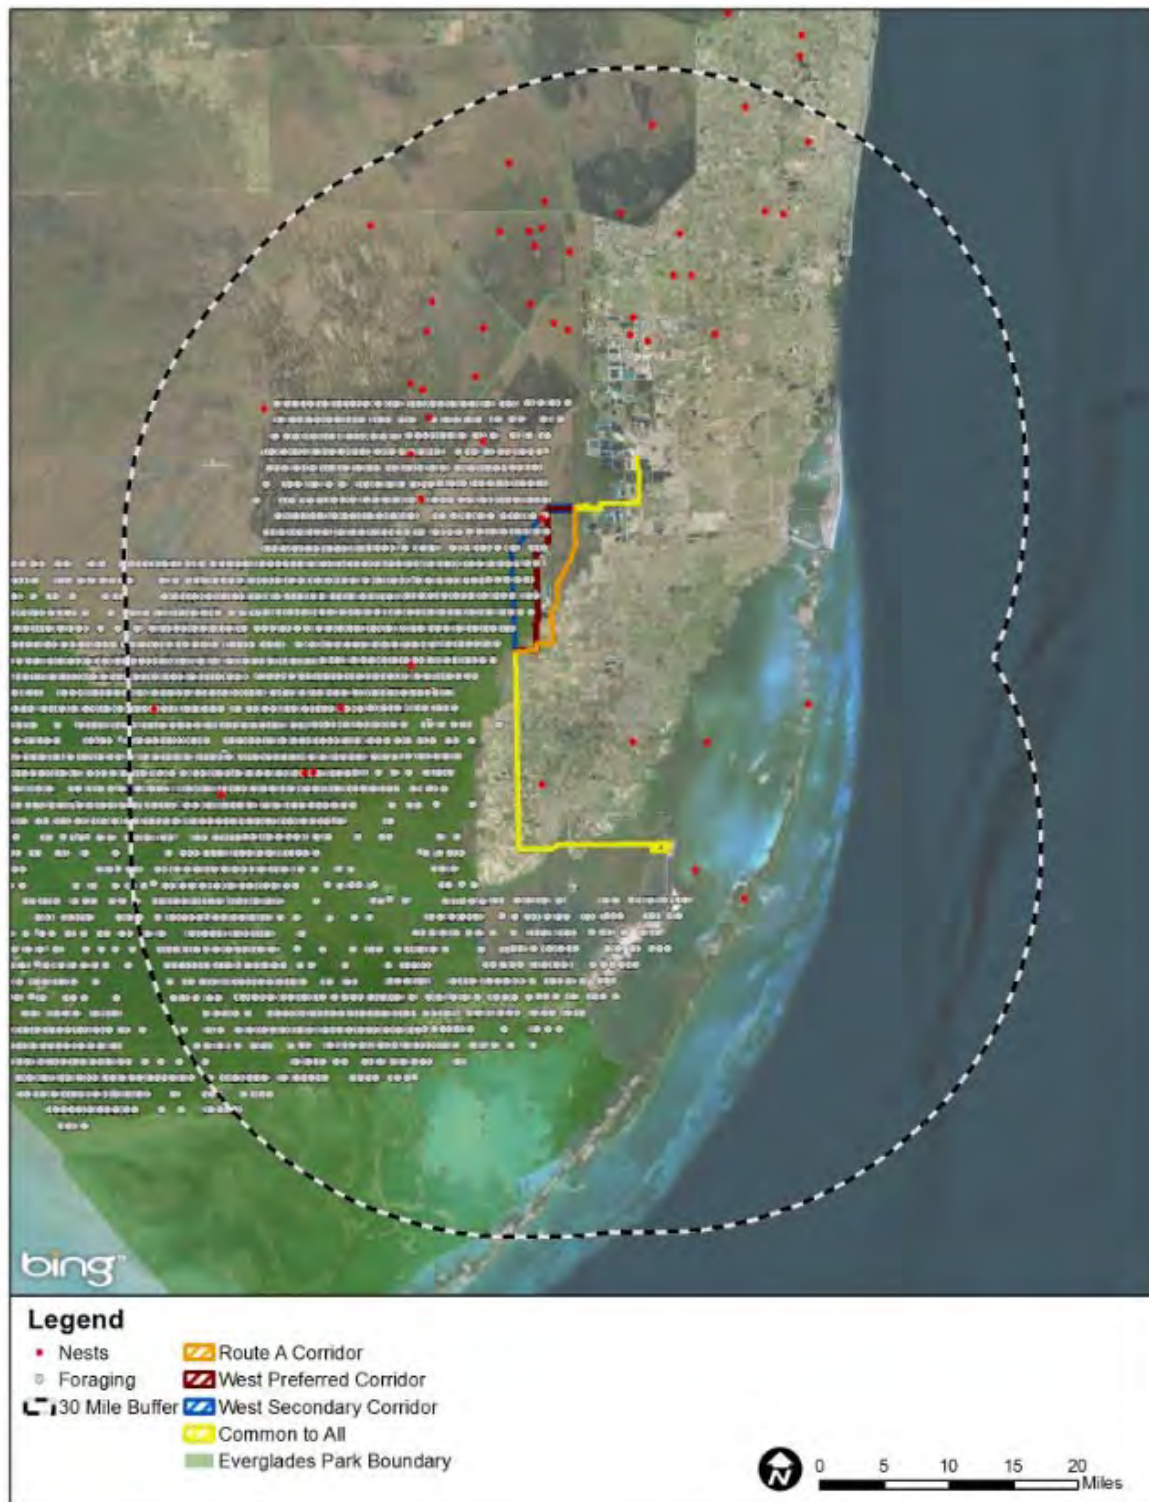 bing™
Legend
Nests
Foraging
30 Mile Buffer
Route A Corridor
West Preferred Corridor
West Secondary Corridor
Common to All
Everglades Park Boundary
N
0 5 10 15 20
Miles